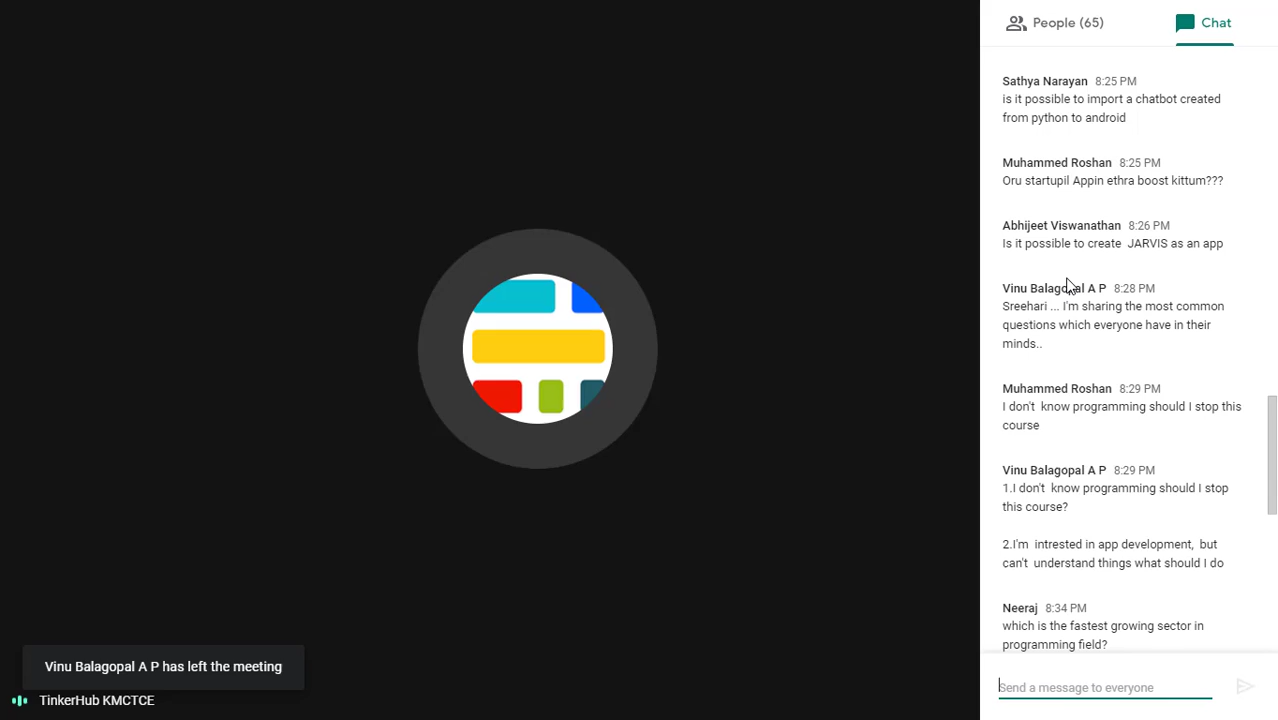 People (65)
Chat
Sathya Narayan 8:25 PM
is it possible to import a chatbot created
from python to android
Muhammed Roshan 8:25 PM
Oru startupil Appin ethra boost kittum???
Abhijeet Viswanathan 8:26 PM
Is it possible to create JARVIS as an app
Vinu Balagopal A P 8:28 PM
Sreehari ... I'm sharing the most common
questions which everyone have in their
minds..
Muhammed Roshan 8:29 PM
I don't know programming should I stop this
course
Vinu Balagopal A P 8:29 PM
1.I don't know programming should I stop
this course?
2.I'm intrested in app development, but
can't understand things what should I do
Neeraj 8:34 PM
which is the fastest growing sector in
programming field?
Send a message to everyone
Vinu Balagopal A P has left the meeting
TinkerHub KMCTCE